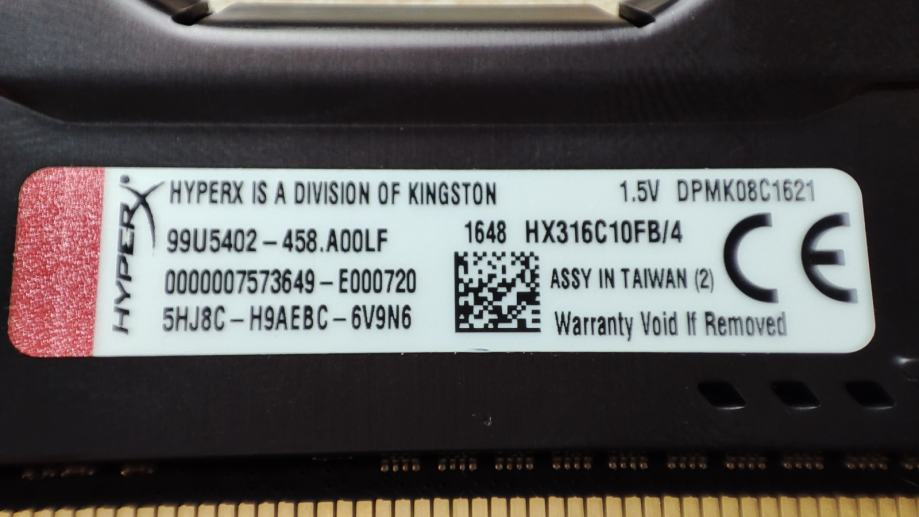 HYPERX
HYPERX IS A DIVISION OF KINGSTON 1.5V DPMK08C1621
99U5402-458.A00LF 1648 HX316C10FB/4
0000007573649-E000720 ASSY IN TAIWAN (2)
5HJ8C-H9AEBC-6V9N6 Warranty Void If Removed
CE